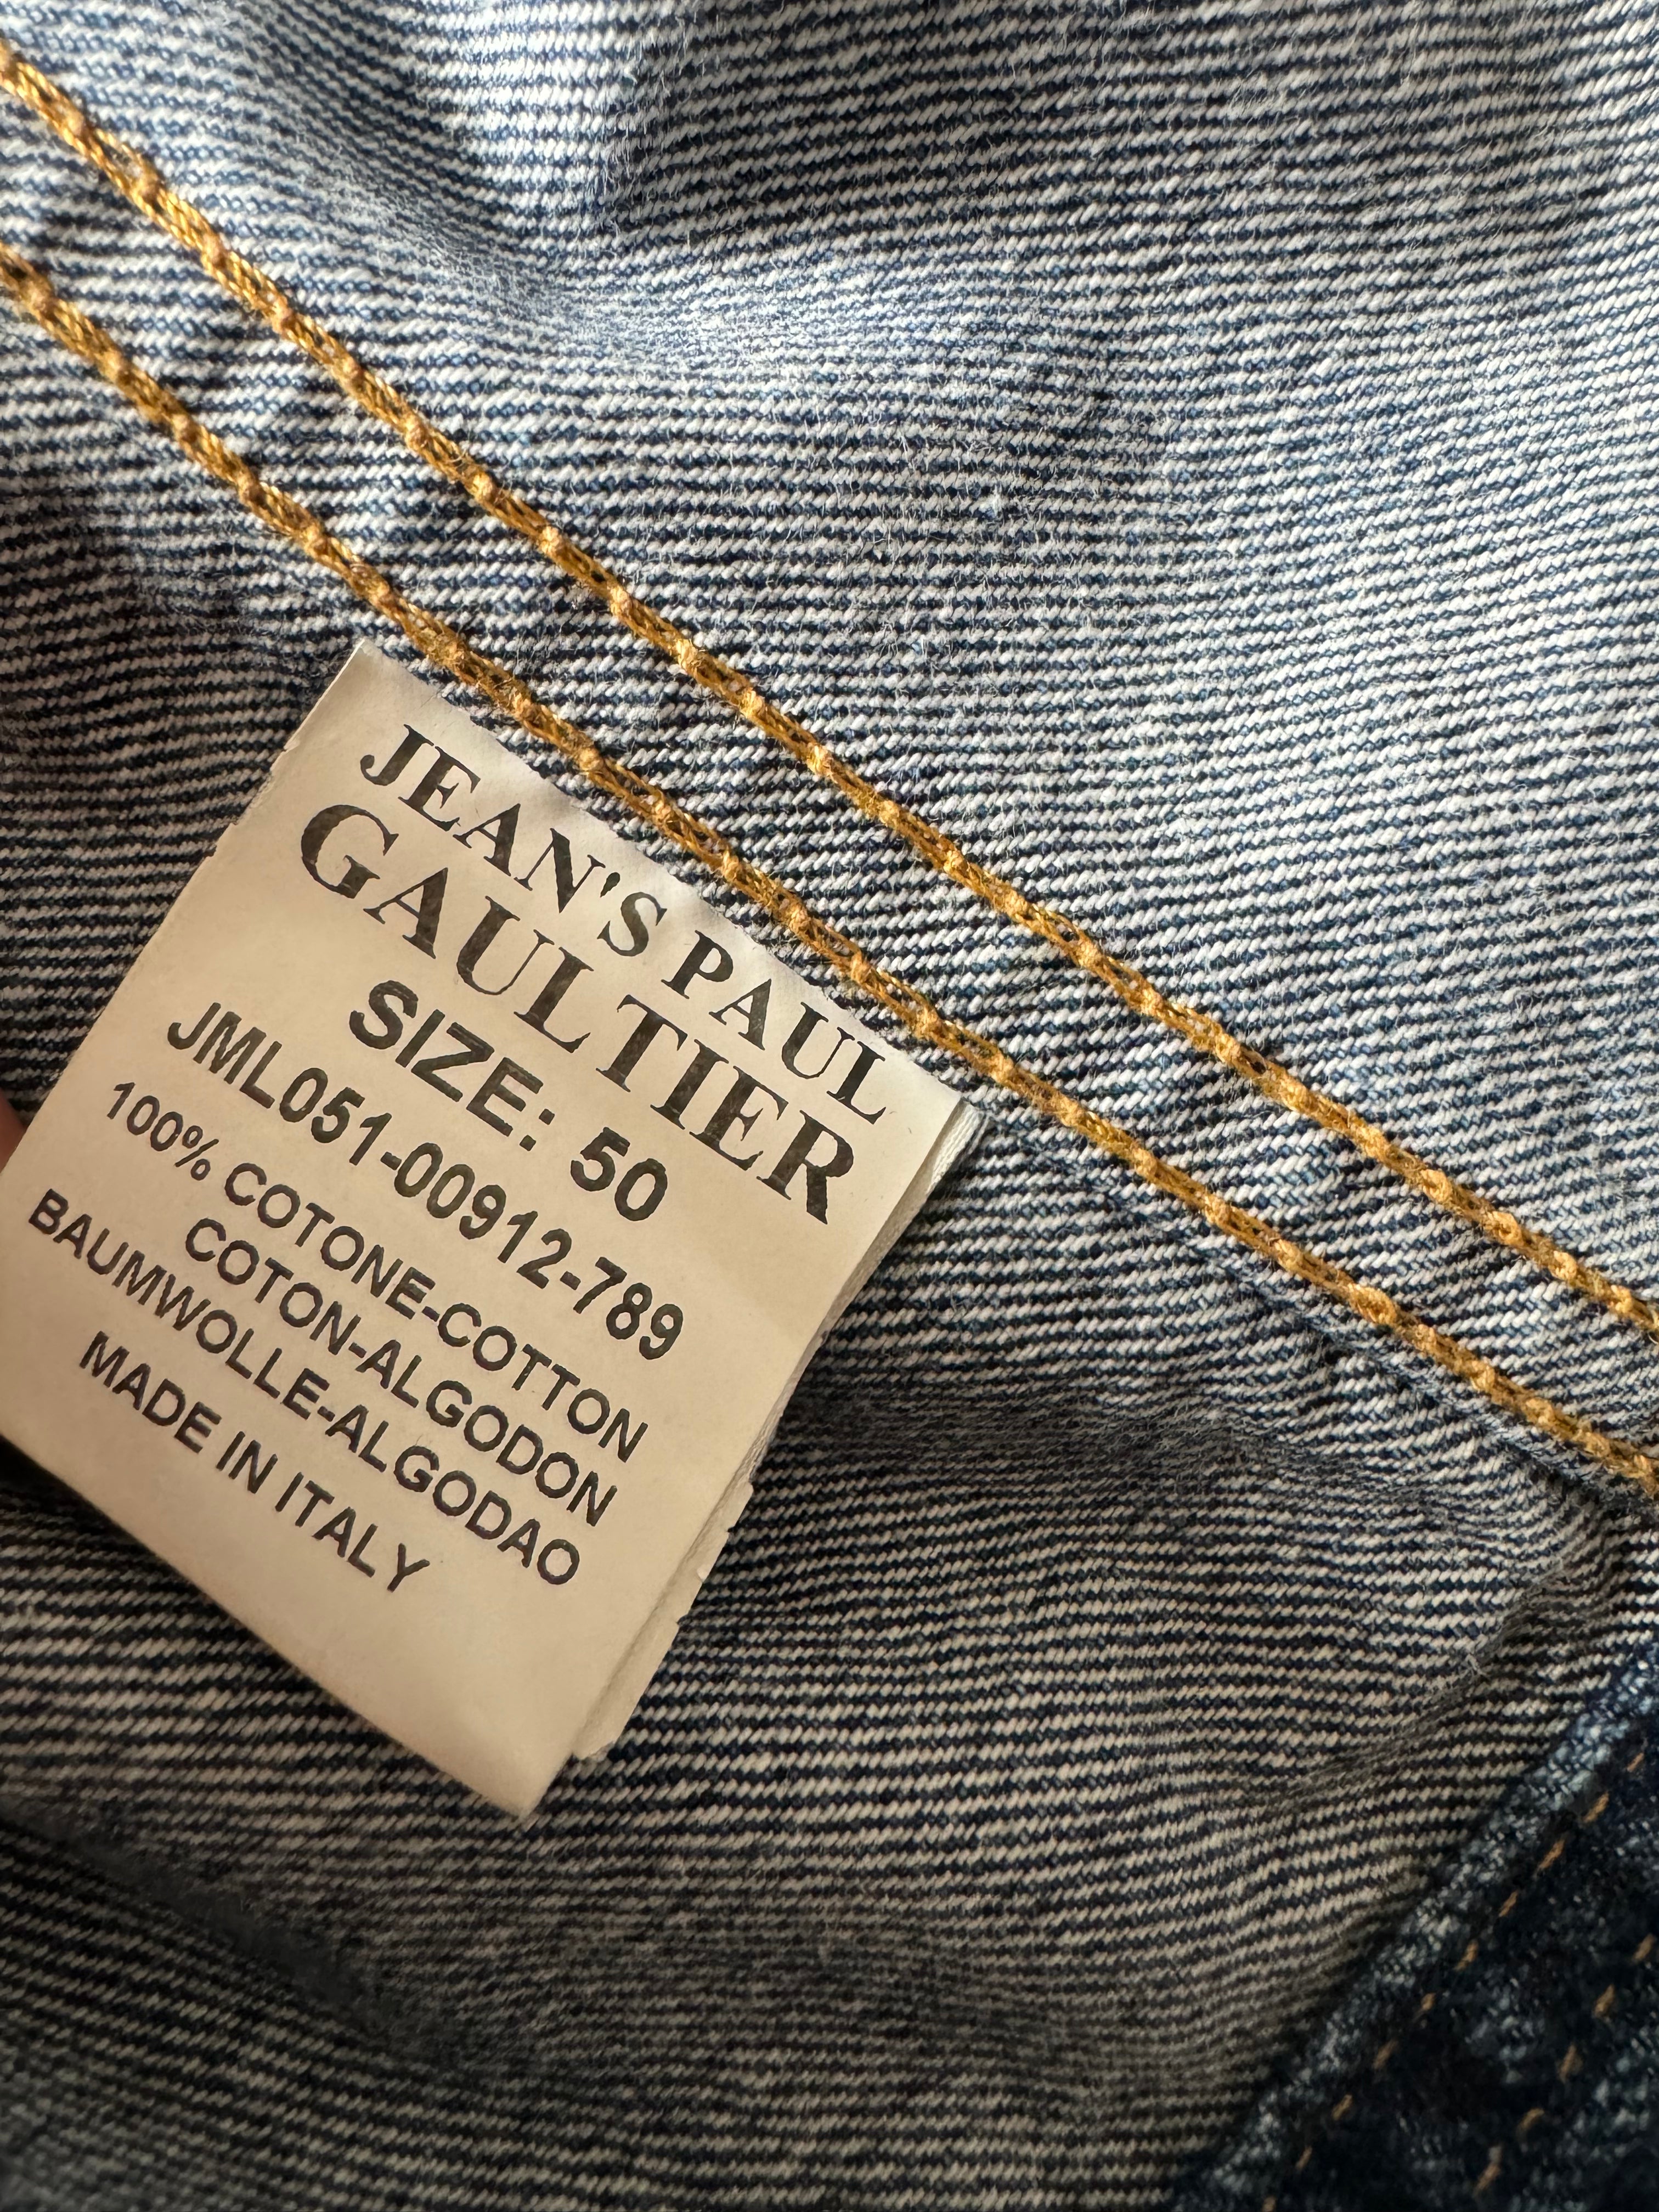 JEAN'S PAUL
GAULTIER
SIZE: 50
JML051-00912-789
100% COTONE-COTTON
COTON-ALGODON
BAUMWOLLE-ALGODAO
MADE IN ITALY